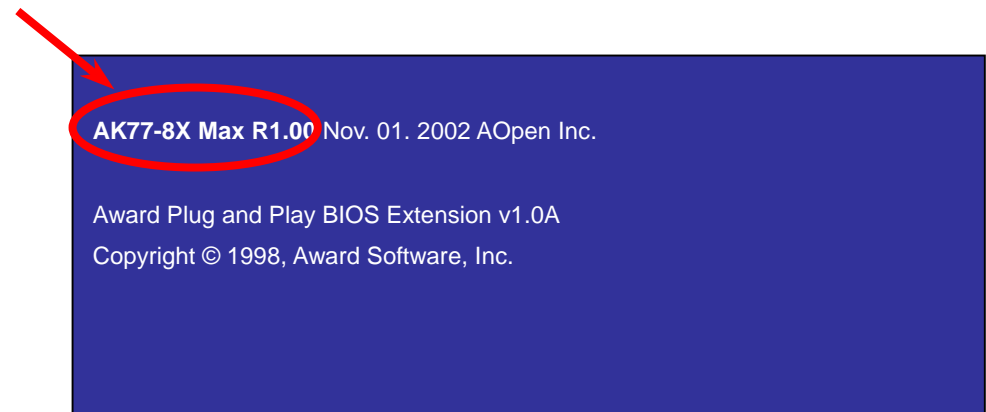 AK77-8X Max R1.00 Nov. 01. 2002 AOpen Inc.
Award Plug and Play BIOS Extension v1.0A
Copyright © 1998, Award Software, Inc.